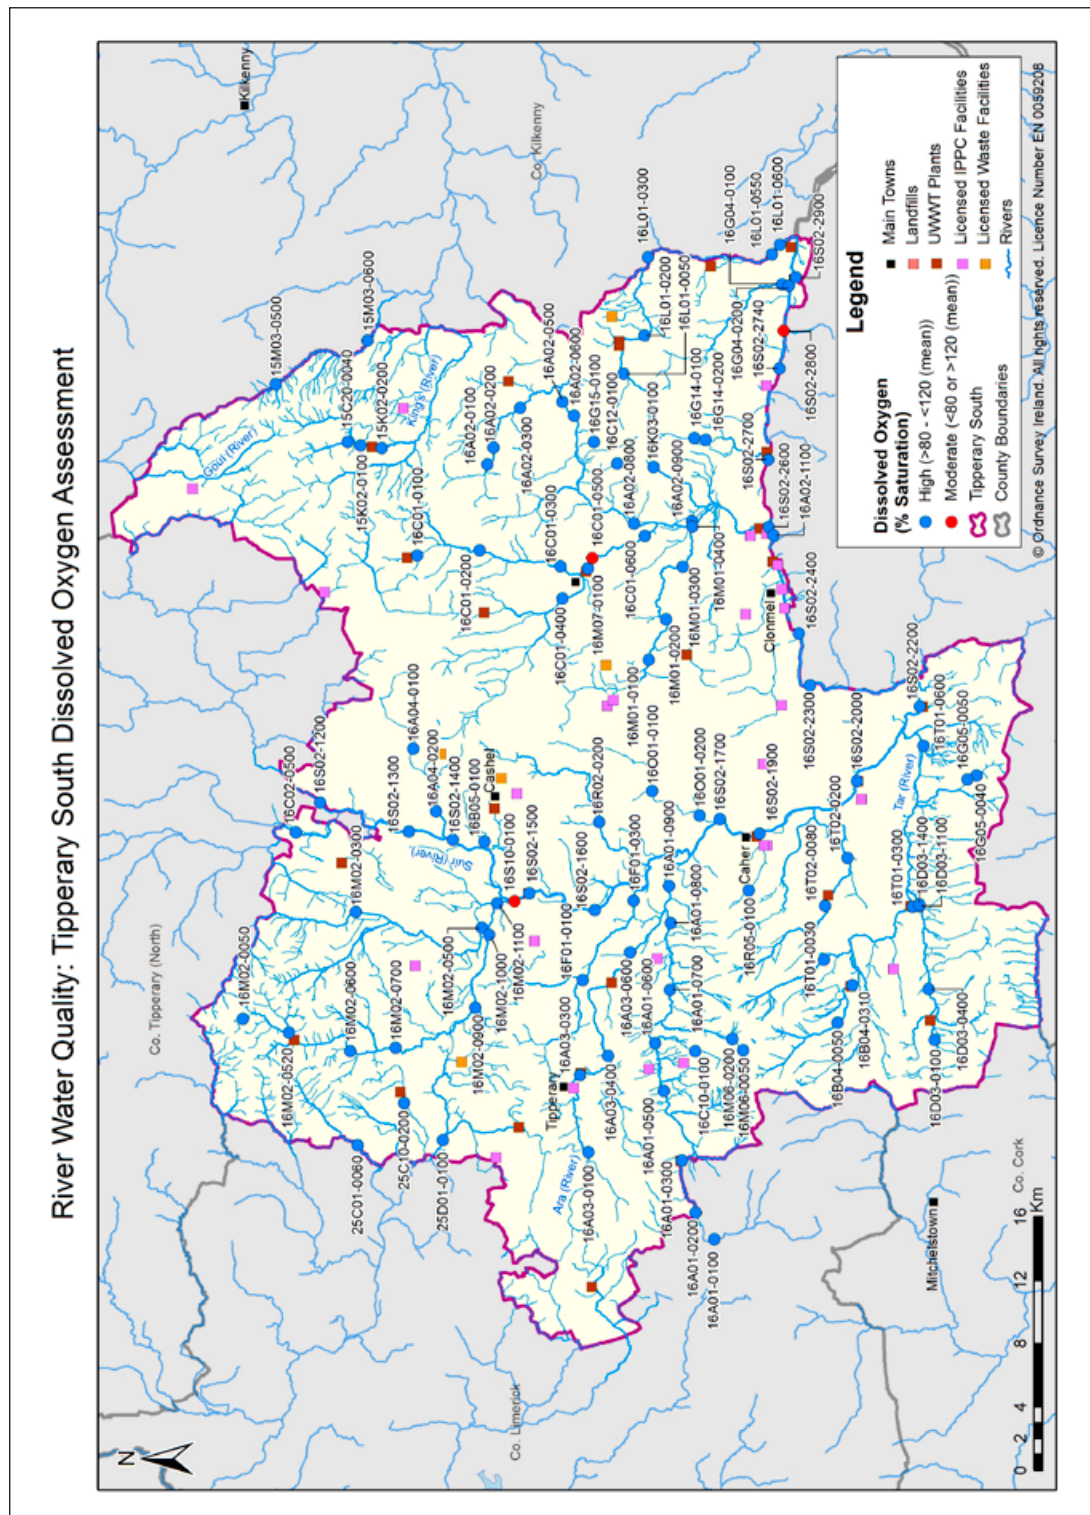 River Water Quality: Tipperary South Dissolved Oxygen Assessment
N
Co. Tipperary (North)
Kilkenny
Co. Kilkenny
Co. Limerick
Co. Cork
Mitchelstown
Goul (River)
King's (River)
Suir (River)
Ara (River)
Tar (River)
Cashel
Tipperary
Caher
Clonmel
15M03-0500
15M03-0600
15C20-0040
15K02-0200
15K02-0100
16C01-0100
16C01-0200
16A02-0100
16A02-0200
16A02-0300
16A02-0500
16A02-0600
16G15-0100
16C12-0100
16L01-0300
16L01-0200
16L01-0050
16K03-0100
16G14-0100
16G14-0200
16C01-0300
16C01-0400
16C01-0500
16A02-0800
16A02-0900
16C01-0600
16M07-0100
16M01-0100
16M01-0200
16M01-0300
16M01-0400
16G04-0100
16L01-0550
16L01-0600
16G04-0200
16S02-2740
16S02-2900
16S02-2800
16S02-2700
16S02-2600
16A02-1100
16S02-2400
16S02-2300
16S02-2200
16T01-0600
16G05-0050
16G05-0040
16C02-0500
16S02-1200
16A04-0100
16S02-1300
16A04-0200
16S02-1400
16B05-0100
16S10-0100
16S02-1500
16M02-0300
16M02-0050
16M02-0520
16M02-0600
16M02-0700
16M02-0500
16M02-0900
16M02-1000
16M02-1100
16S02-1600
16R02-0200
16O01-0100
16O01-0200
16S02-1700
16S02-1900
16S02-2000
16F01-0100
16F01-0300
16A01-0900
16A01-0800
16A01-0700
16A01-0600
16A03-0600
16A03-0300
16A03-0400
16A01-0500
16A03-0100
16A01-0300
16A01-0200
16A01-0100
16C10-0100
16M06-0200
16M06-0050
16R05-0100
16T02-0080
16T02-0200
16T01-0030
16T01-0300
16D03-1400
16D03-1100
16B04-0050
16B04-0310
16D03-0400
16D03-0100
25C01-0060
25C10-0200
25D01-0100
Legend
Dissolved Oxygen
(% Saturation)
High (>80 - <120 (mean))
Moderate (<80 or >120 (mean))
Tipperary South
County Boundaries
Main Towns
Landfills
UWWT Plants
Licensed IPPC Facilities
Licensed Waste Facilities
Rivers
0 2 4 8 12 16
Km
© Ordnance Survey Ireland. All rights reserved. Licence Number EN 0059208